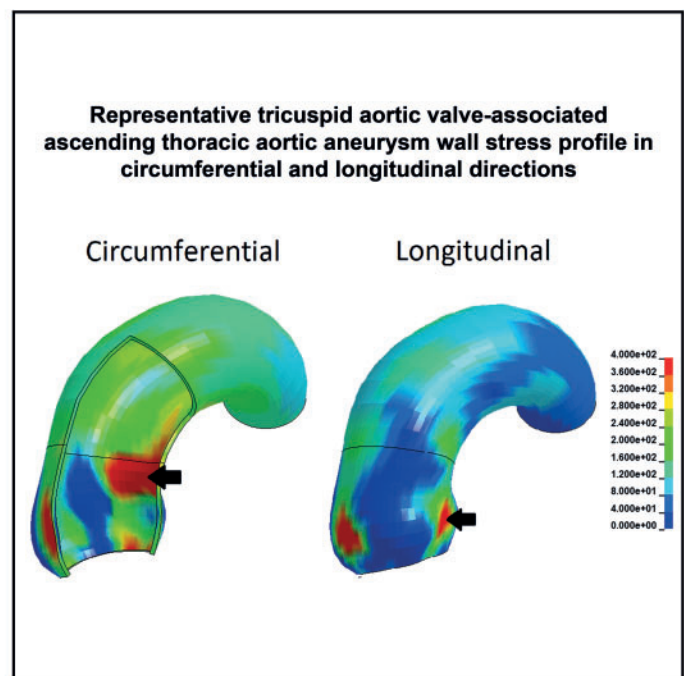 Representative tricuspid aortic valve-associated
ascending thoracic aortic aneurysm wall stress profile in
circumferential and longitudinal directions
Circumferential
Longitudinal
4.000e+02
3.600e+02
3.200e+02
2.800e+02
2.400e+02
2.000e+02
1.600e+02
1.200e+02
8.000e+01
4.000e+01
0.000e+00